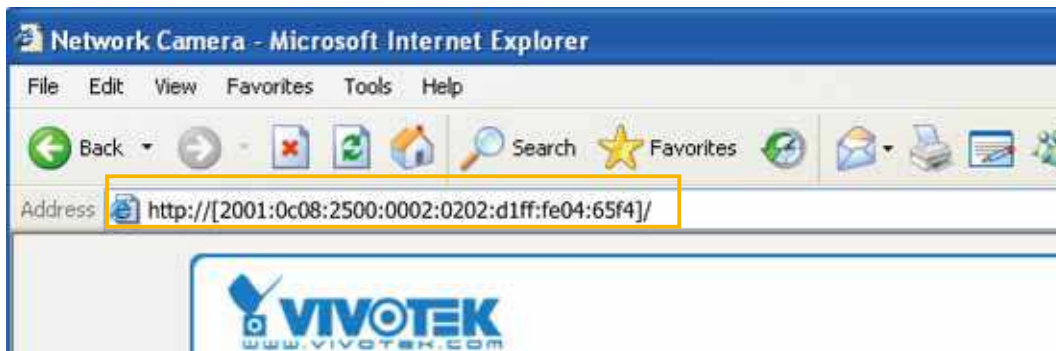 Network Camera - Microsoft Internet Explorer
File Edit View Favorites Tools Help
Back Search Favorites
Address http://[2001:0c08:2500:0002:0202:d1ff:fe04:65f4]/
VIVOTEK
www.vivotek.com